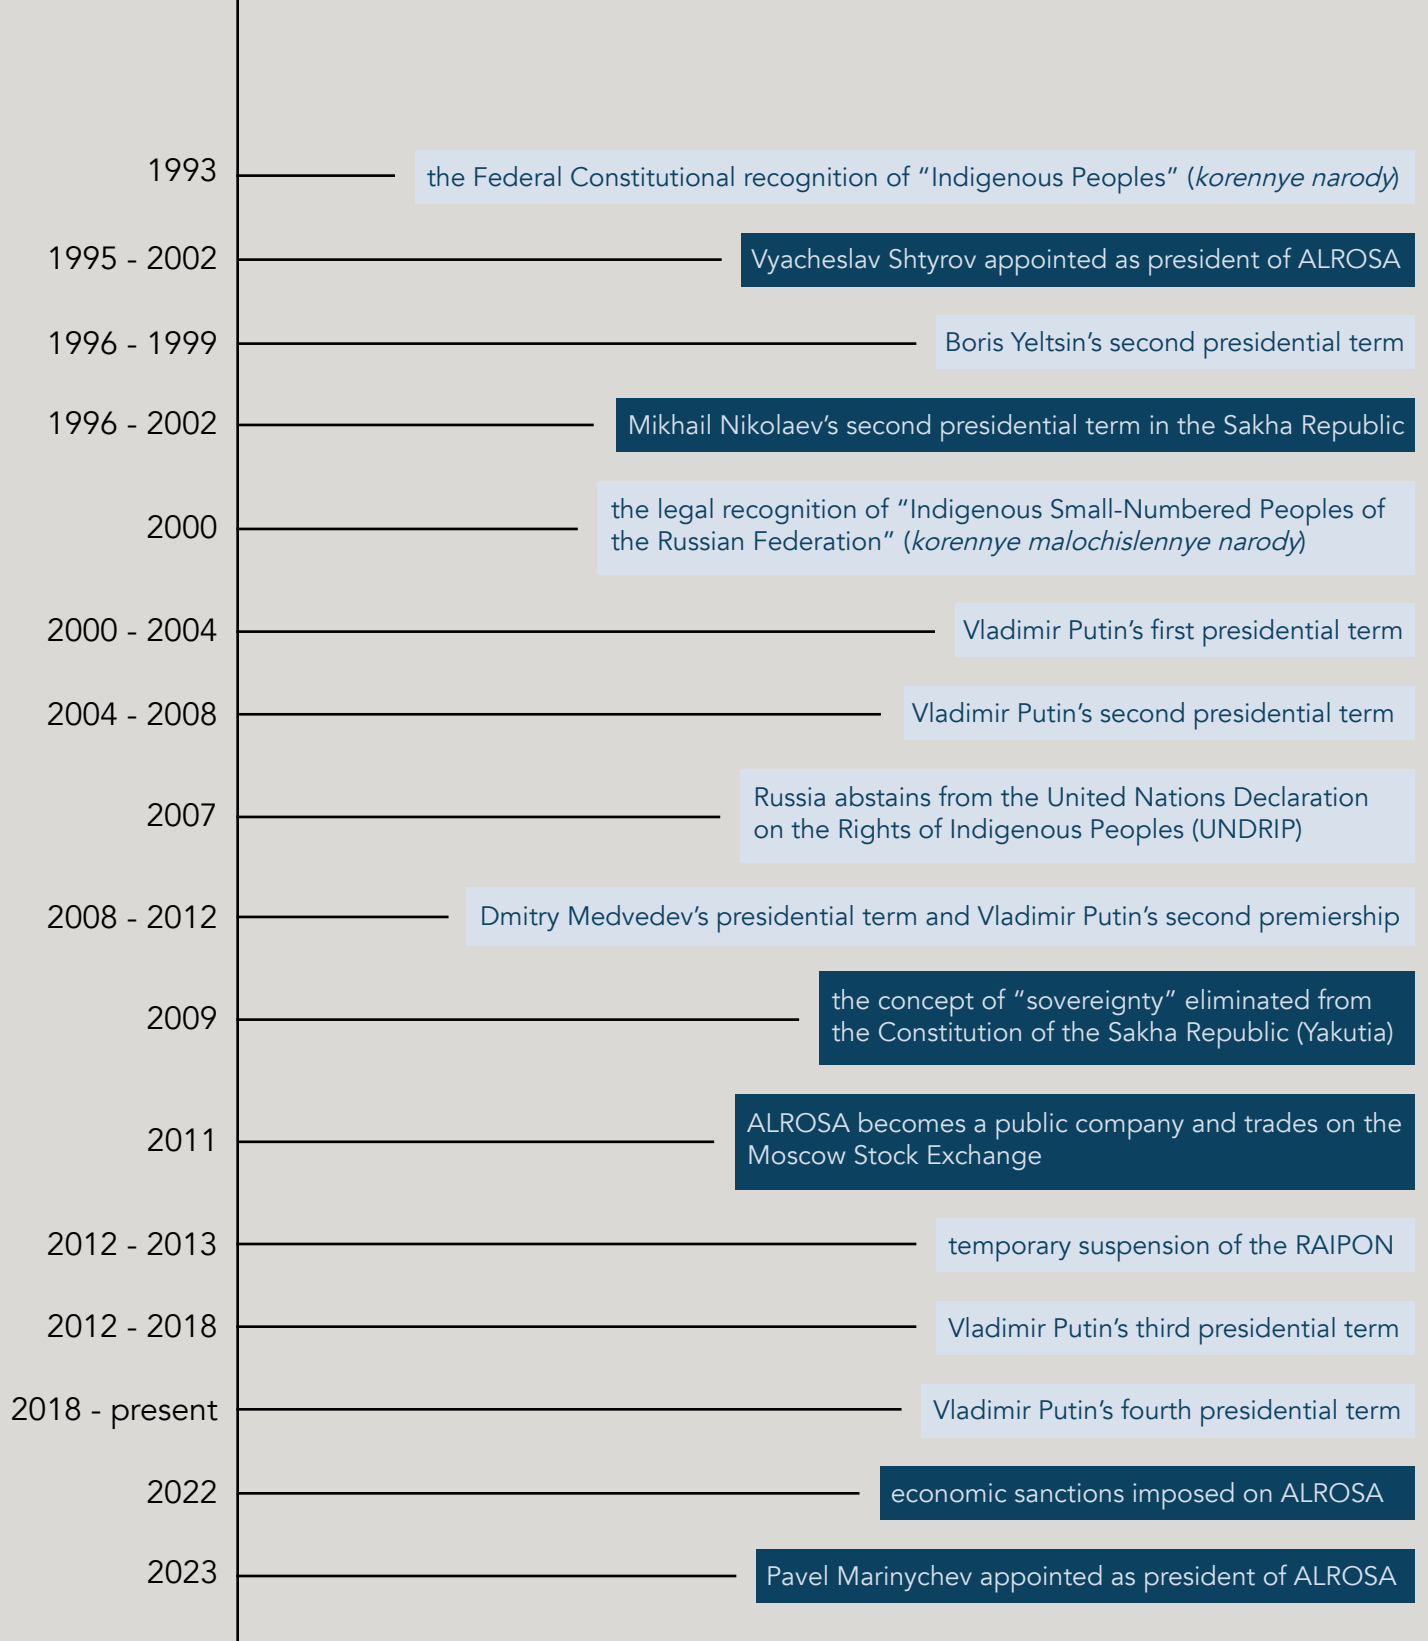 1993
the Federal Constitutional recognition of “Indigenous Peoples” (korennye narody)
1995 - 2002
Vyacheslav Shtyrov appointed as president of ALROSA
1996 - 1999
Boris Yeltsin’s second presidential term
1996 - 2002
Mikhail Nikolaev’s second presidential term in the Sakha Republic
2000
the legal recognition of “Indigenous Small-Numbered Peoples of
the Russian Federation” (korennye malochislennye narody)
2000 - 2004
Vladimir Putin’s first presidential term
2004 - 2008
Vladimir Putin’s second presidential term
2007
Russia abstains from the United Nations Declaration
on the Rights of Indigenous Peoples (UNDRIP)
2008 - 2012
Dmitry Medvedev’s presidential term and Vladimir Putin’s second premiership
2009
the concept of “sovereignty” eliminated from
the Constitution of the Sakha Republic (Yakutia)
2011
ALROSA becomes a public company and trades on the
Moscow Stock Exchange
2012 - 2013
temporary suspension of the RAIPON
2012 - 2018
Vladimir Putin’s third presidential term
2018 - present
Vladimir Putin’s fourth presidential term
2022
economic sanctions imposed on ALROSA
2023
Pavel Marinychev appointed as president of ALROSA